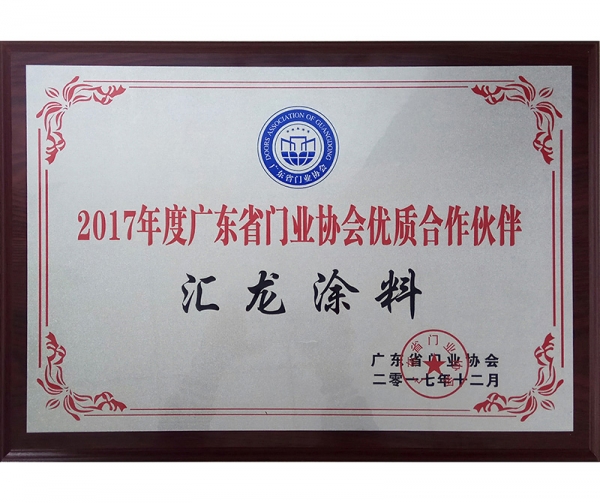 DOORS ASSOCIATION OF GUANGDONG
广东省门业协会
2017年度广东省门业协会优质合作伙伴
汇龙涂料
广东省门业协会
二零一七年十二月